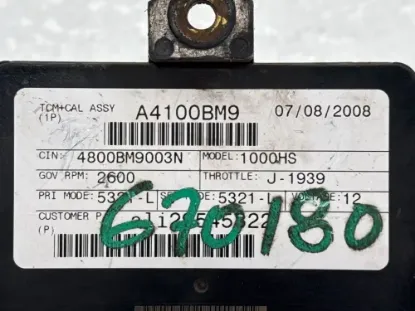 TCM+CAL ASSY A4100BM9 07/08/2008
(1P)
CIN: 4800BM9003N MODEL: 1000HS
GOV RPM: 2600 THROTTLE: J-1939
PRI MODE: 5321-L 5321-L 12
CUSTOMER P
(P)
670180